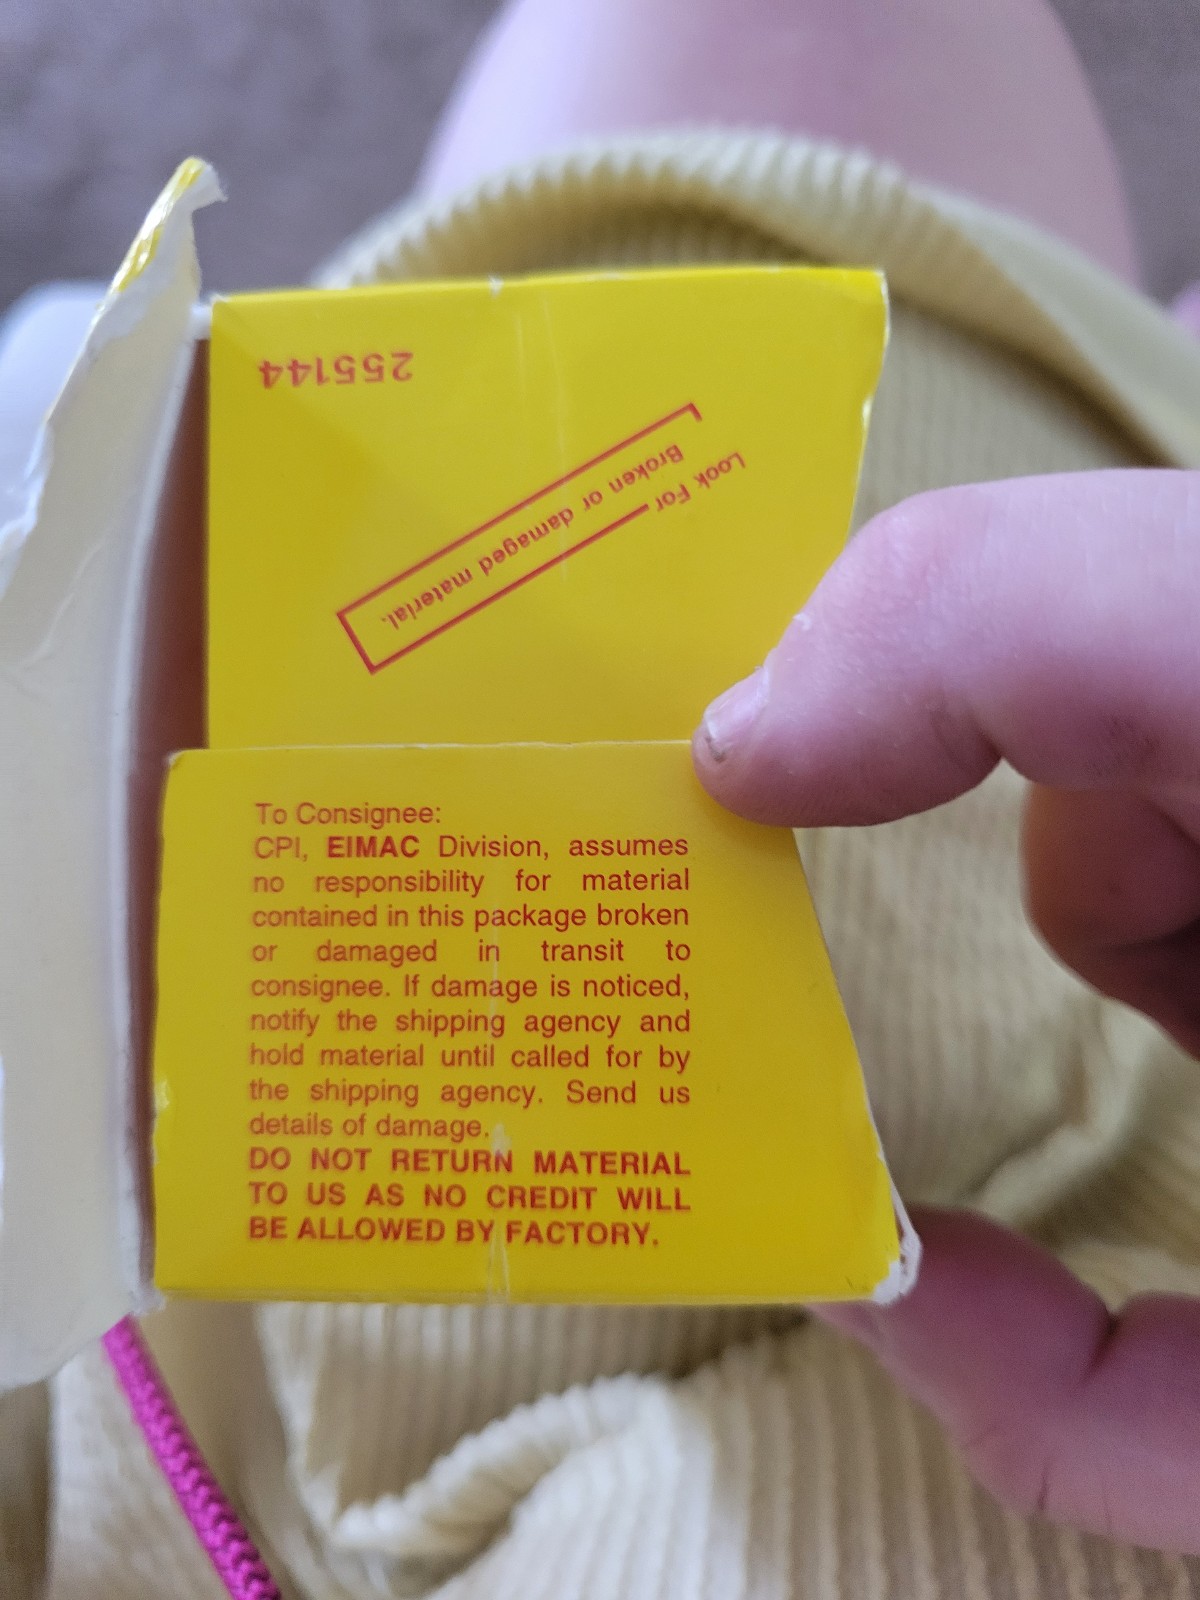 255144
Look For
Broken or damaged material.
To Consignee:
CPI, EIMAC Division, assumes
no responsibility for material
contained in this package broken
or damaged in transit to
consignee. If damage is noticed,
notify the shipping agency and
hold material until called for by
the shipping agency. Send us
details of damage.
DO NOT RETURN MATERIAL
TO US AS NO CREDIT WILL
BE ALLOWED BY FACTORY.